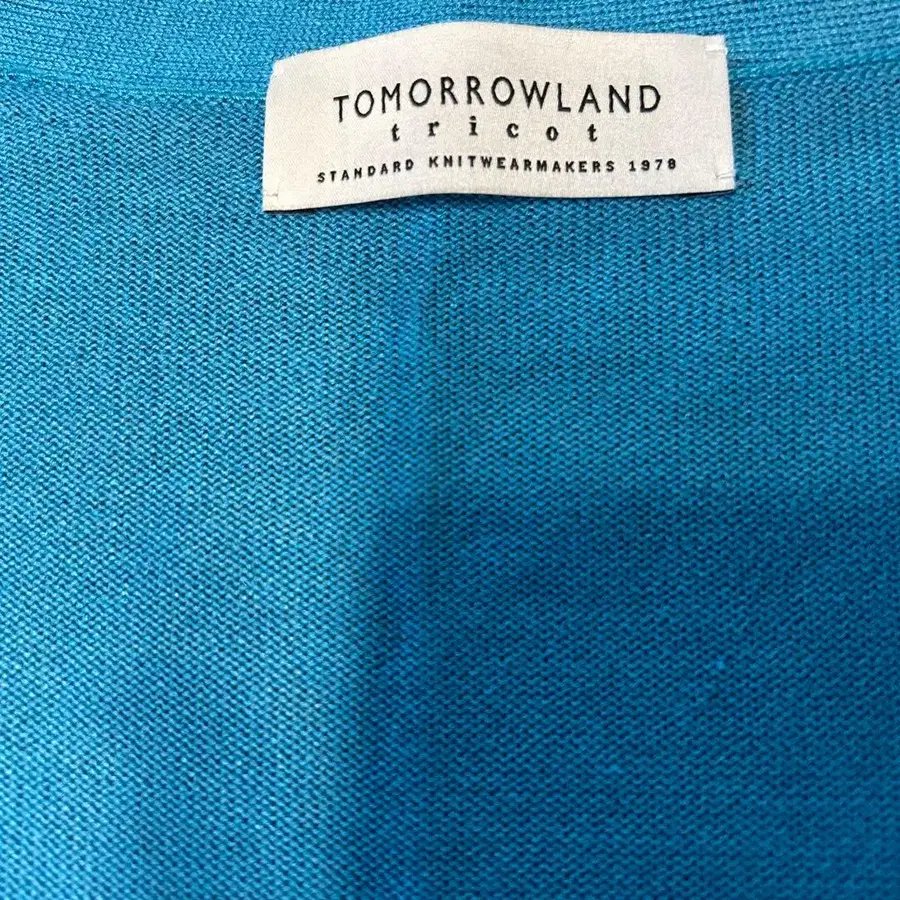 TOMORROWLAND
tricot
STANDARD KNITWEARMAKERS 1978